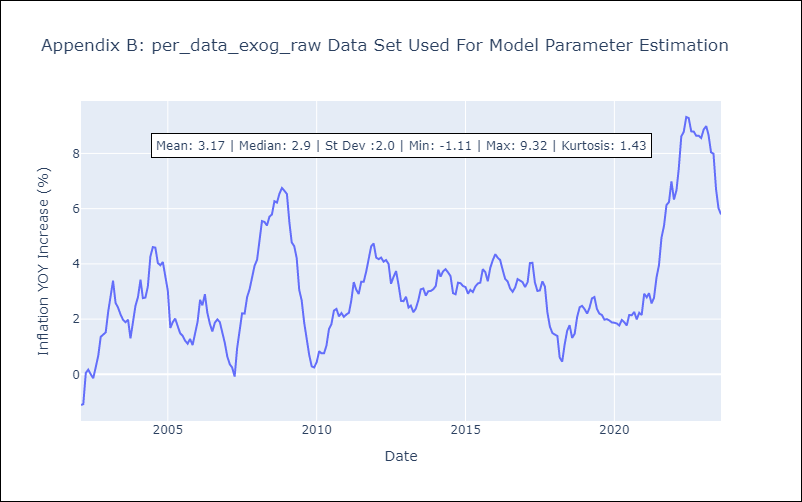 Appendix B: per_data_exog_raw Data Set Used For Model Parameter Estimation
Mean: 3.17 | Median: 2.9 | St Dev :2.0 | Min: -1.11 | Max: 9.32 | Kurtosis: 1.43
Inflation YOY Increase (%)
8
6
4
2
0
2005
2010
2015
2020
Date